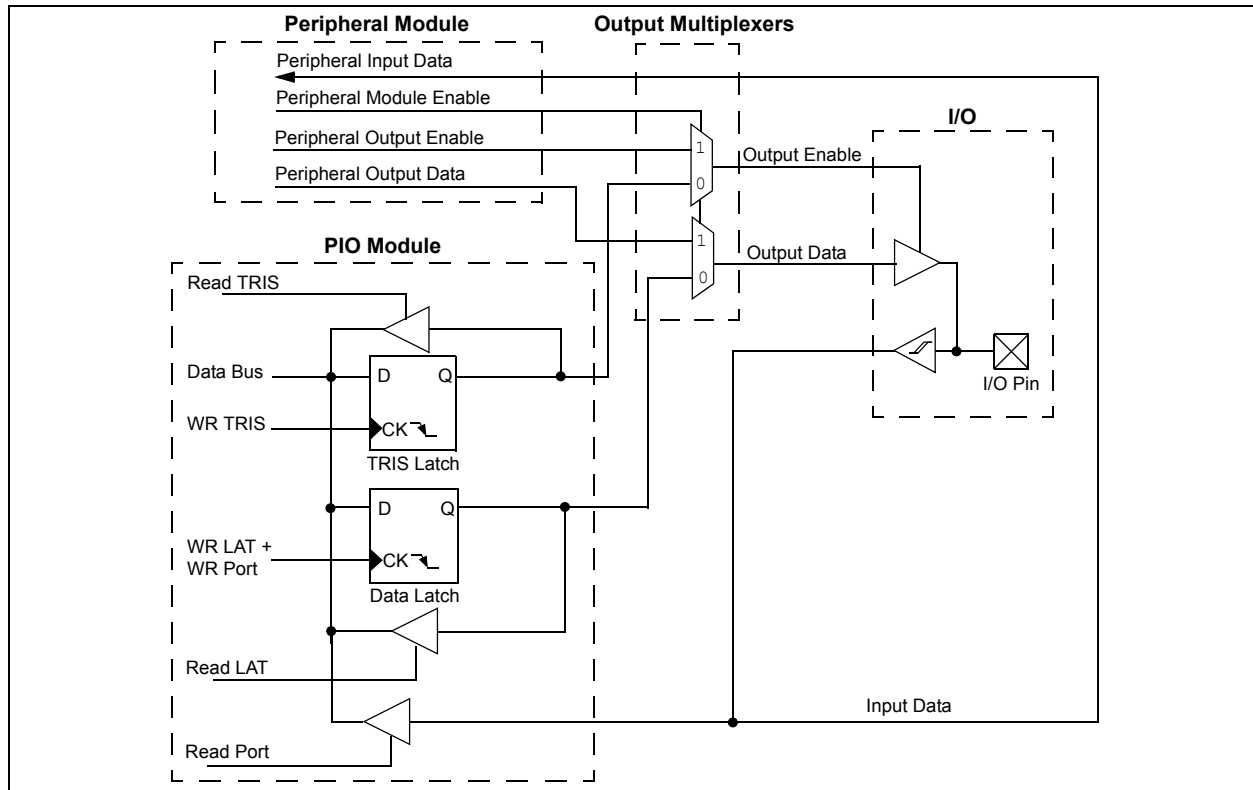 Peripheral Module
Output Multiplexers
Peripheral Input Data
Peripheral Module Enable
Peripheral Output Enable
Peripheral Output Data
1
0
1
0
Output Enable
Output Data
I/O
I/O Pin
PIO Module
Read TRIS
Data Bus
D
Q
WR TRIS
CK
TRIS Latch
D
Q
WR LAT +
WR Port
CK
Data Latch
Read LAT
Read Port
Input Data